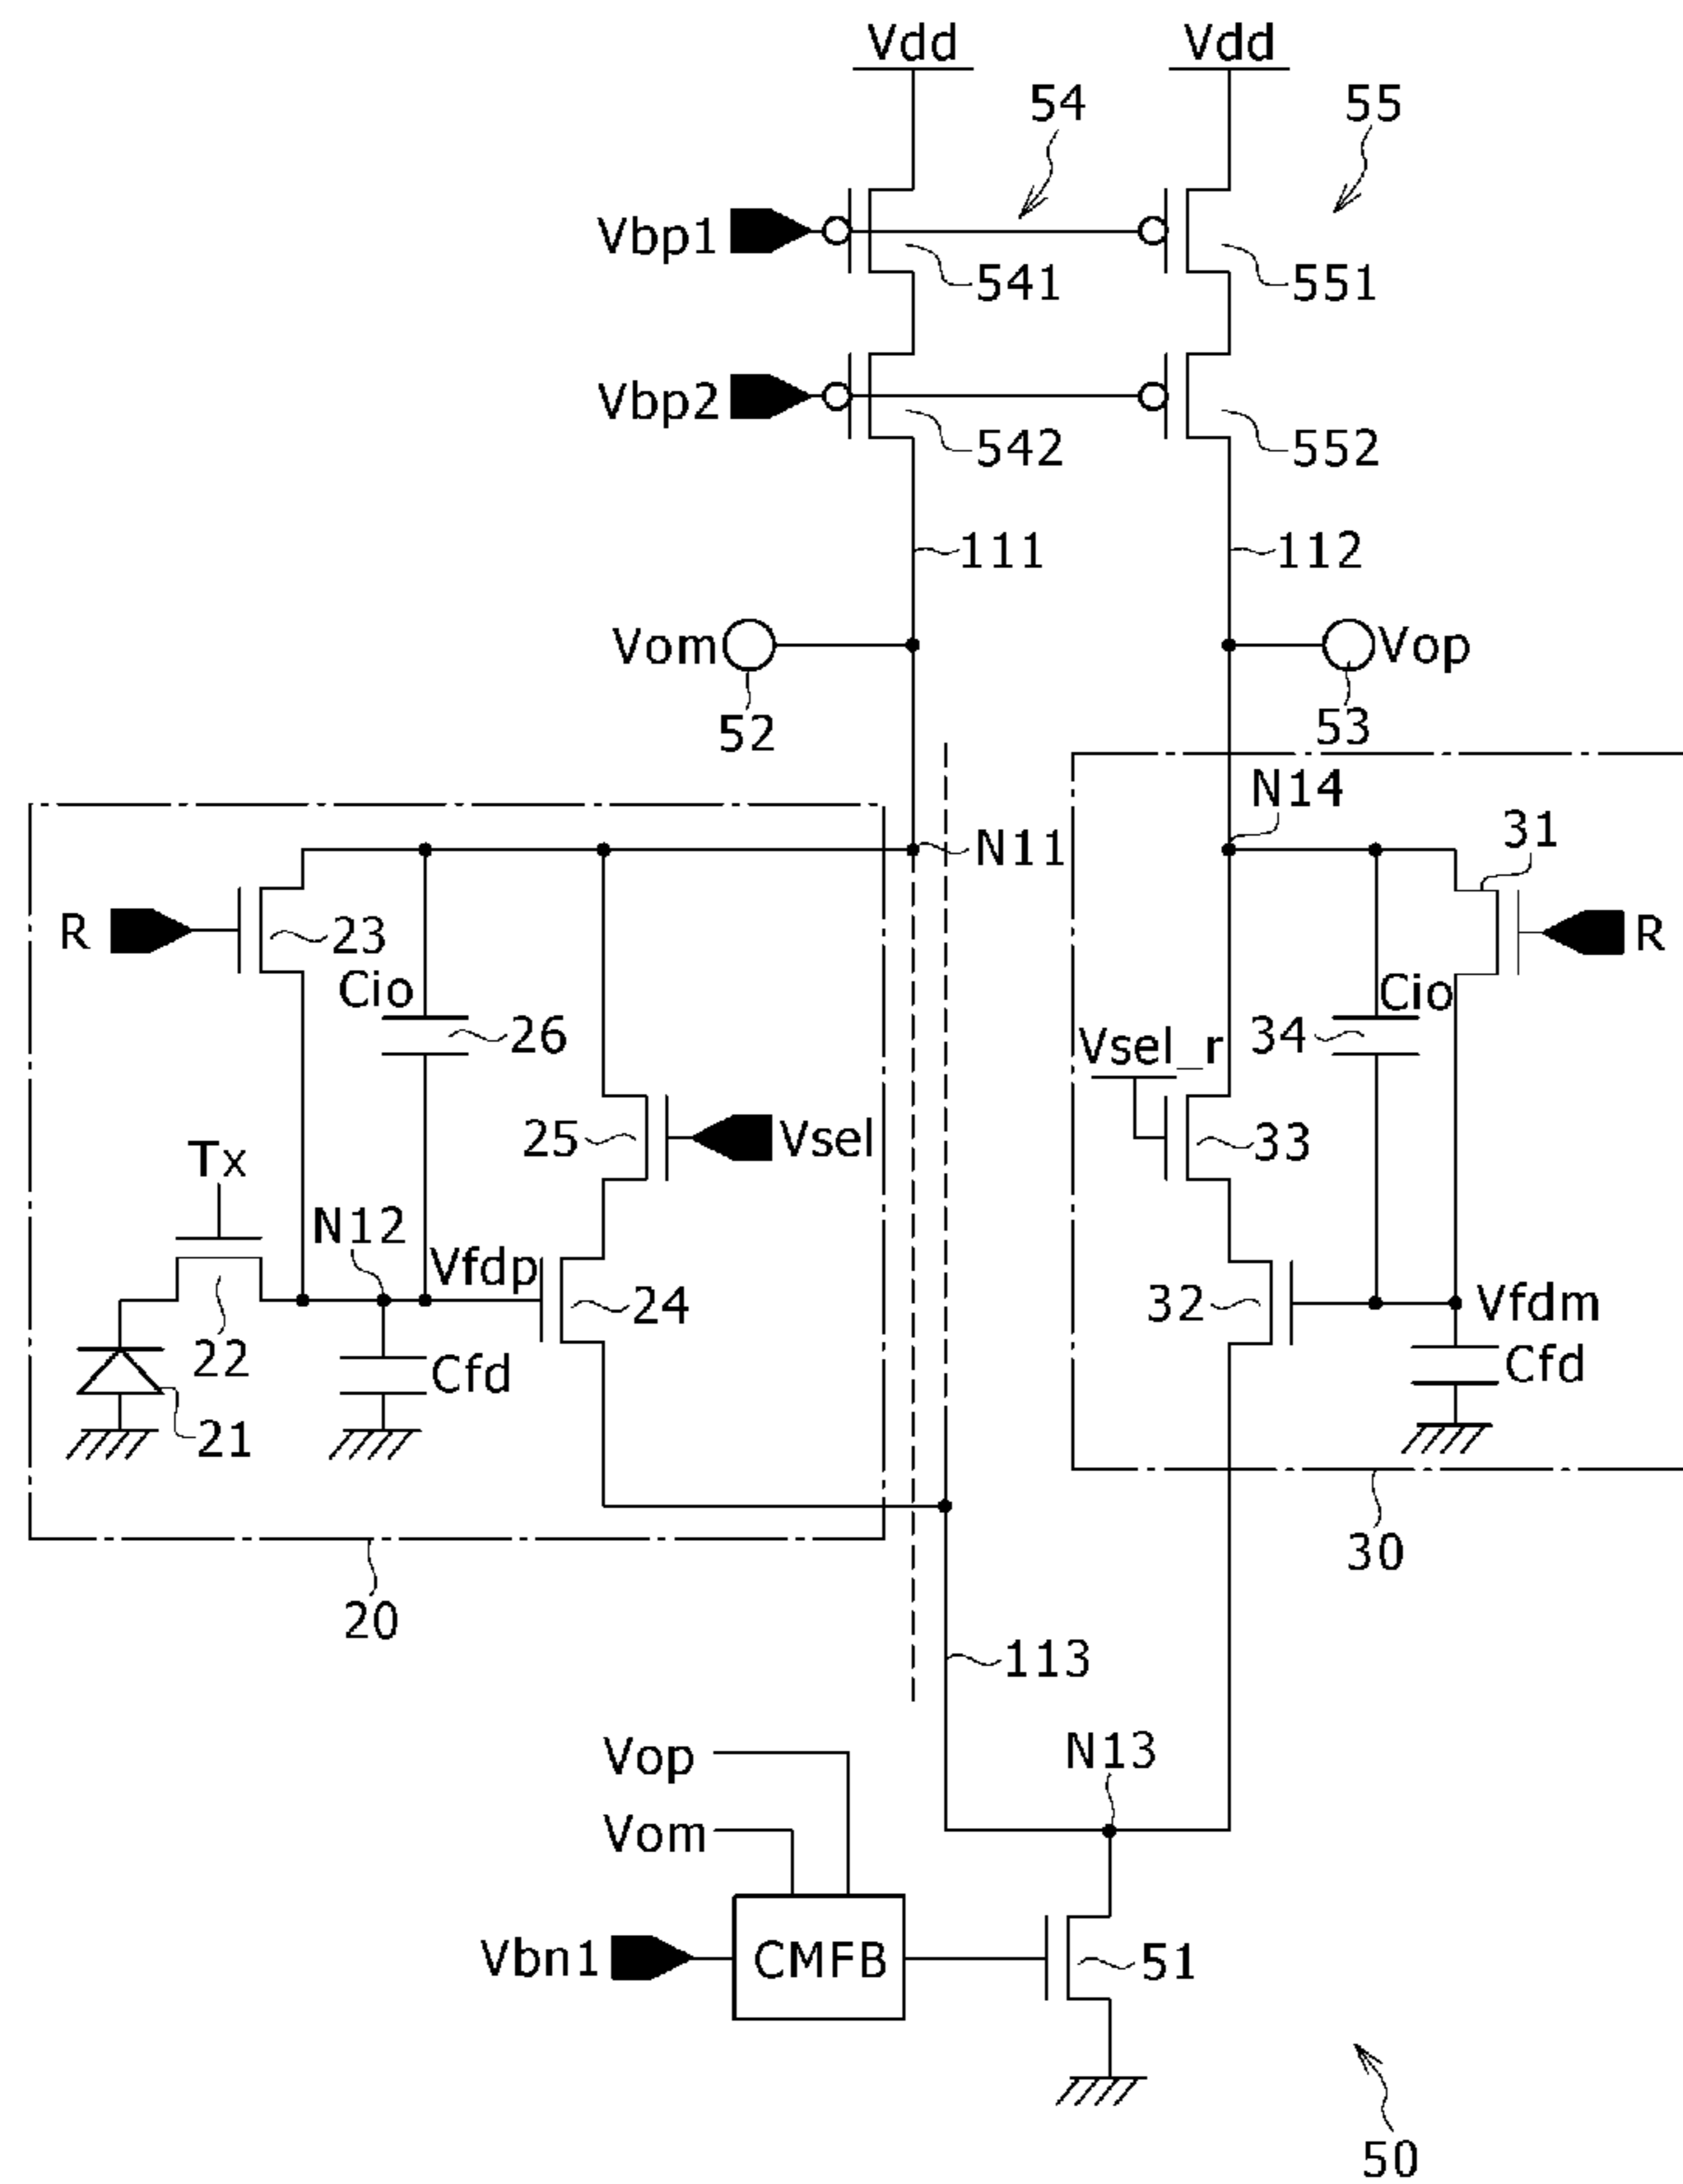 Vdd Vdd
54 55
Vbp1
541 551
Vbp2
542 552
111 112
Vom Vop
52 53
N14
N11 31
R 23 R
Cio Cio
26 34
Vsel_r
25 Vsel 33
Tx
N12
Vfdp
24 32 Vfdm
22 Cfd Cfd
21
30
20
113
Vop N13
Vom
Vbn1 CMFB 51
50